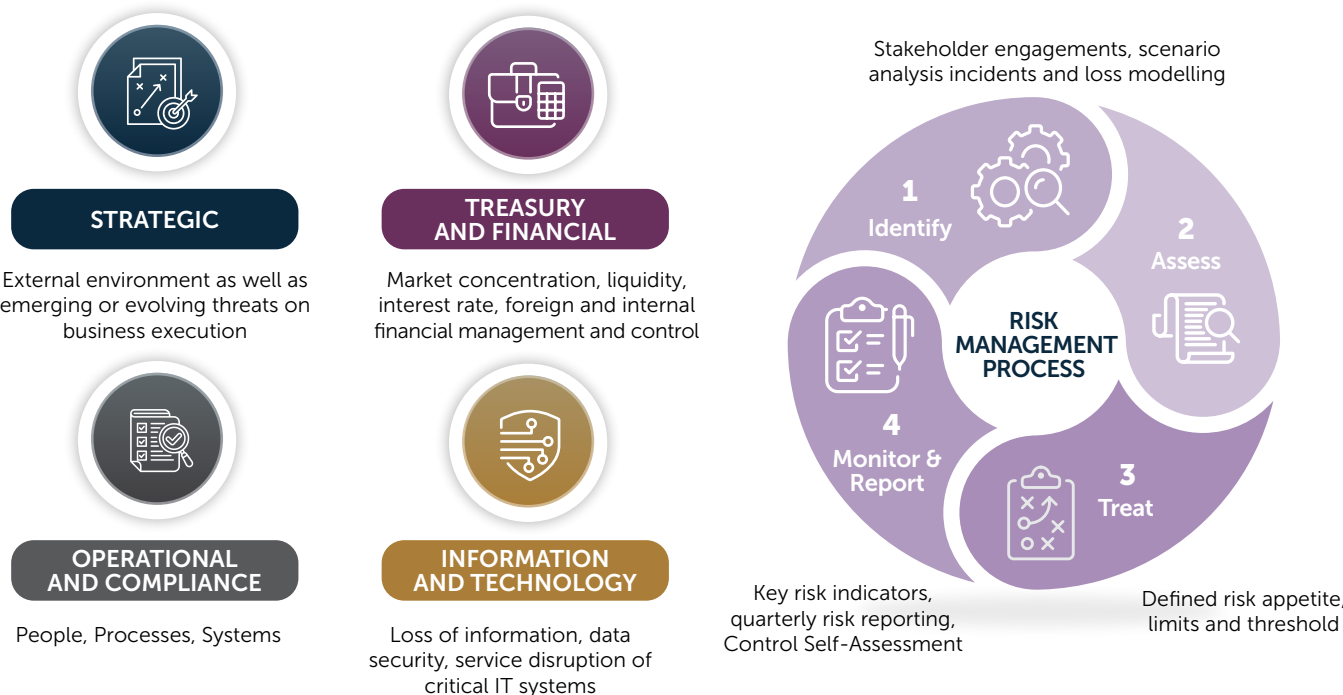 STRATEGIC
External environment as well as
emerging or evolving threats on
business execution
TREASURY
AND FINANCIAL
Market concentration, liquidity,
interest rate, foreign and internal
financial management and control
OPERATIONAL
AND COMPLIANCE
People, Processes, Systems
INFORMATION
AND TECHNOLOGY
Loss of information, data
security, service disruption of
critical IT systems
Stakeholder engagements, scenario
analysis incidents and loss modelling
1
Identify
2
Assess
RISK
MANAGEMENT
PROCESS
4
Monitor &
Report
3
Treat
Key risk indicators,
quarterly risk reporting,
Control Self-Assessment
Defined risk appetite,
limits and threshold